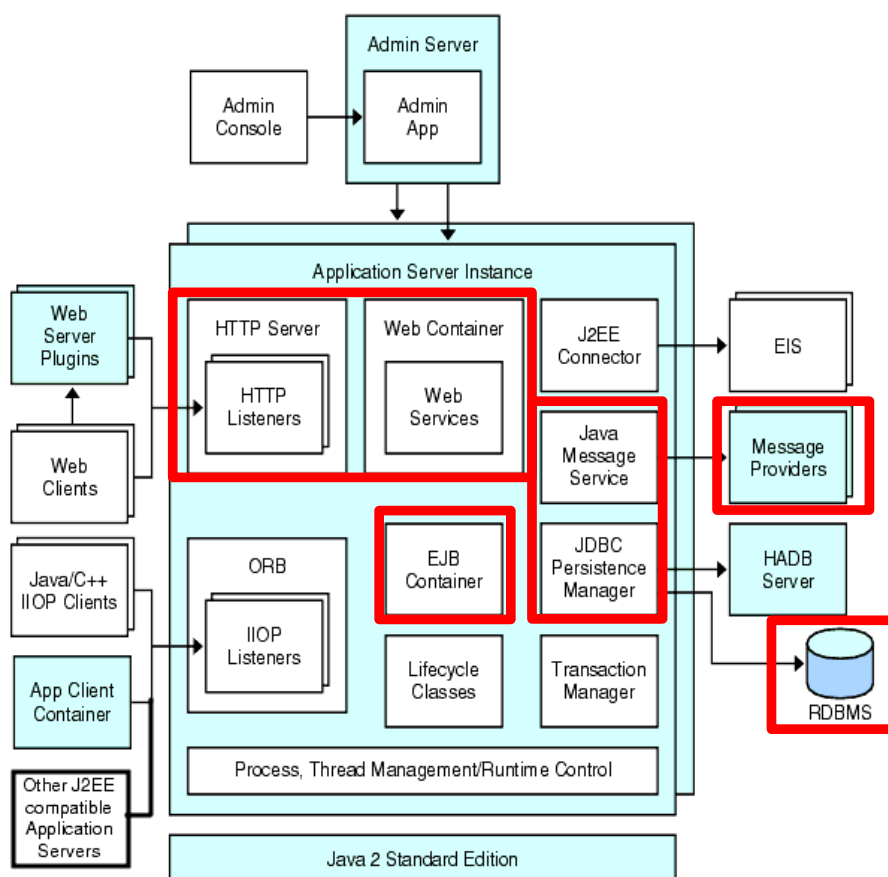 Admin Server
Admin
Console
Admin
App
Application Server Instance
Web
Server
Plugins
HTTP Server
HTTP
Listeners
Web Container
Web
Services
J2EE
Connector
EIS
Web
Clients
Java
Message
Service
Message
Providers
Java/C++
IIOP Clients
ORB
IIOP
Listeners
EJB
Container
JDBC
Persistence
Manager
HADB
Server
App Client
Container
Lifecycle
Classes
Transaction
Manager
RDBMS
Process, Thread Management/Runtime Control
Other J2EE
compatible
Application
Servers
Java 2 Standard Edition